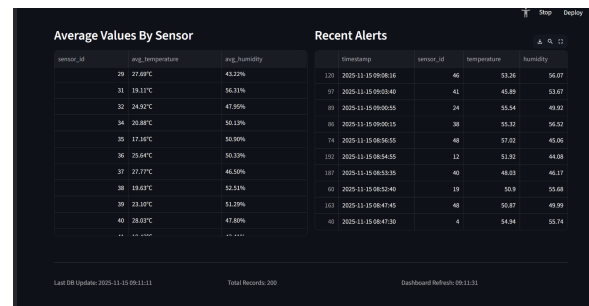 Stop Deploy
Average Values By Sensor
sensor_id avg_temperature avg_humidity
29 27.69°C 43.22%
31 19.11°C 56.31%
32 24.92°C 47.95%
34 20.88°C 50.13%
35 17.16°C 50.90%
36 25.64°C 50.33%
37 27.77°C 46.50%
38 19.63°C 52.51%
39 23.10°C 51.29%
40 28.03°C 47.80%
Recent Alerts
timestamp sensor_id temperature humidity
120 2025-11-15 09:08:16 46 53.26 56.07
97 2025-11-15 09:03:40 41 45.89 53.67
89 2025-11-15 09:00:55 24 55.54 49.92
86 2025-11-15 09:00:15 38 55.32 56.52
74 2025-11-15 08:56:55 48 57.02 45.06
192 2025-11-15 08:54:55 12 51.92 44.08
187 2025-11-15 08:53:35 40 48.03 46.17
60 2025-11-15 08:52:40 19 50.9 55.68
163 2025-11-15 08:47:45 48 50.87 49.99
40 2025-11-15 08:47:30 4 54.94 55.74
Last DB Update: 2025-11-15 09:11:11
Total Records: 200
Dashboard Refresh: 09:11:31